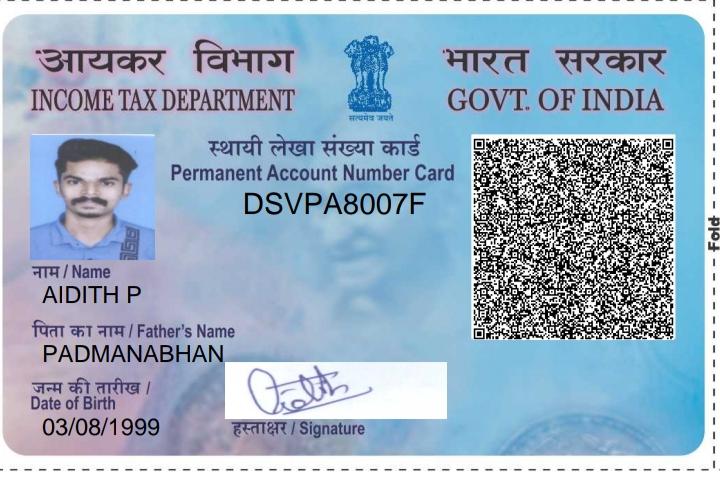 आयकर विभाग
INCOME TAX DEPARTMENT
सत्यमेव जयते
भारत सरकार
GOVT. OF INDIA
स्थायी लेखा संख्या कार्ड
Permanent Account Number Card
DSVPA8007F
नाम / Name
AIDITH P
पिता का नाम / Father's Name
PADMANABHAN
जन्म की तारीख /
Date of Birth
03/08/1999
Aidith
हस्ताक्षर / Signature
Fold